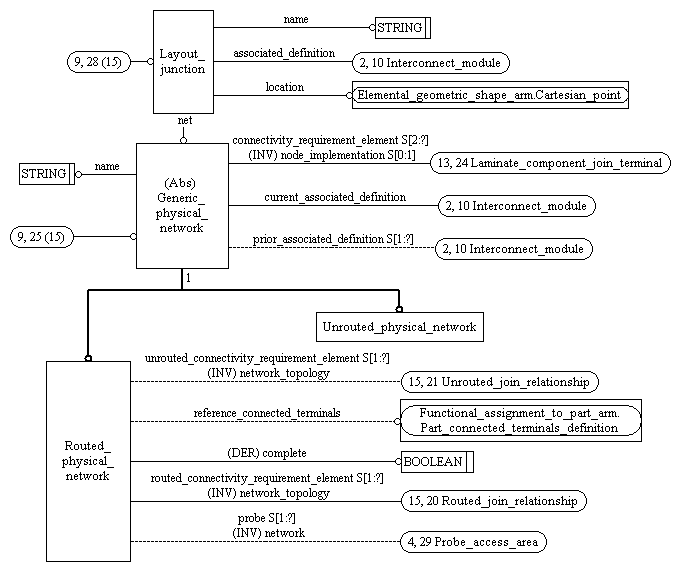 name
STRING
9, 28 (15)
Layout_
junction
associated_definition
2, 10 Interconnect_module
location
Elemental_geometric_shape_arm.Cartesian_point
net
connectivity_requirement_element S[2:?]
(INV) node_implementation S[0:1]
13, 24 Laminate_component_join_terminal
name
STRING
(Abs)
Generic_
physical_
network
current_associated_definition
2, 10 Interconnect_module
9, 25 (15)
prior_associated_definition S[1:?]
2, 10 Interconnect_module
1
Unrouted_physical_network
unrouted_connectivity_requirement_element S[1:?]
(INV) network_topology
15, 21 Unrouted_join_relationship
reference_connected_terminals
Functional_assignment_to_part_arm.
Part_connected_terminals_definition
Routed_
physical_
network
(DER) complete
BOOLEAN
routed_connectivity_requirement_element S[1:?]
(INV) network_topology
15, 20 Routed_join_relationship
probe S[1:?]
(INV) network
4, 29 Probe_access_area